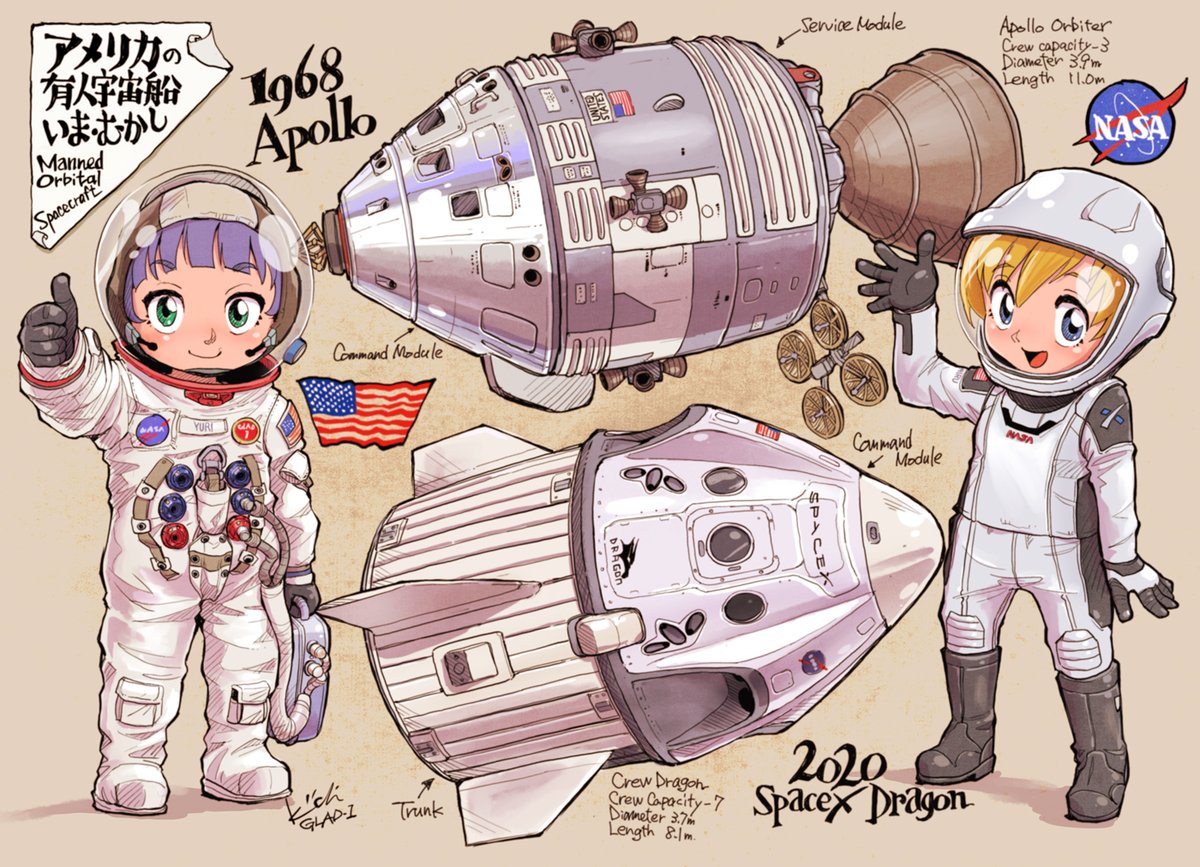 アメリカの
有人宇宙船
いま・むかし
Manned
Orbital
Spacecraft
1968
Apollo
Service Module
Apollo Orbiter
Crew capacity-3
Diameter 3.9m
Length 11.0m
NASA
UNITED
STATES
Command Module
NASA
YURI
GLAD
1
Command
Module
NASA
SPACEX
DRAGON
Trunk
Crew Dragon
Crew Capacity-7
Diameter 3.7m
Length 8.1m.
2020
SpaceX Dragon
GLAD-I